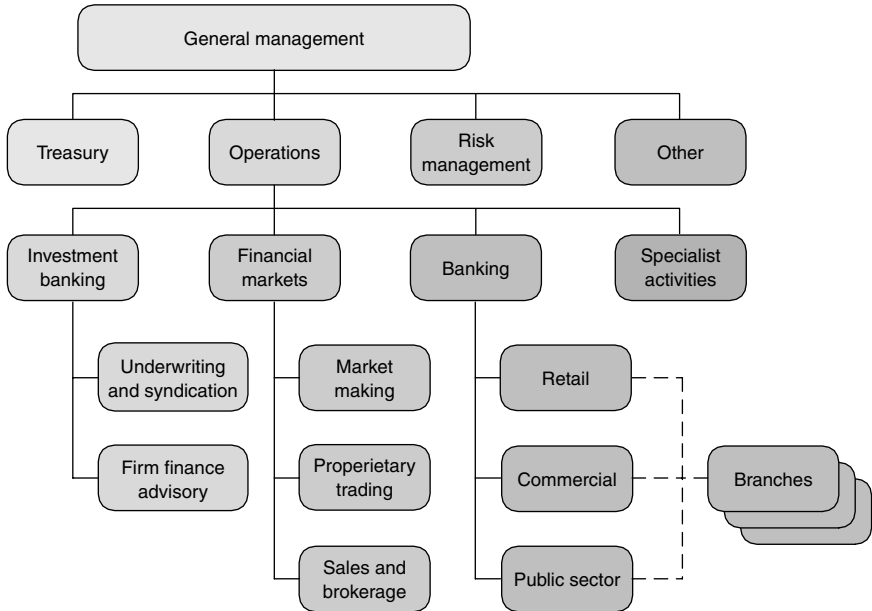 General management
Treasury
Operations
Risk
management
Other
Investment
banking
Financial
markets
Banking
Specialist
activities
Underwriting
and syndication
Market
making
Retail
Firm finance
advisory
Properietary
trading
Commercial
Branches
Sales and
brokerage
Public sector